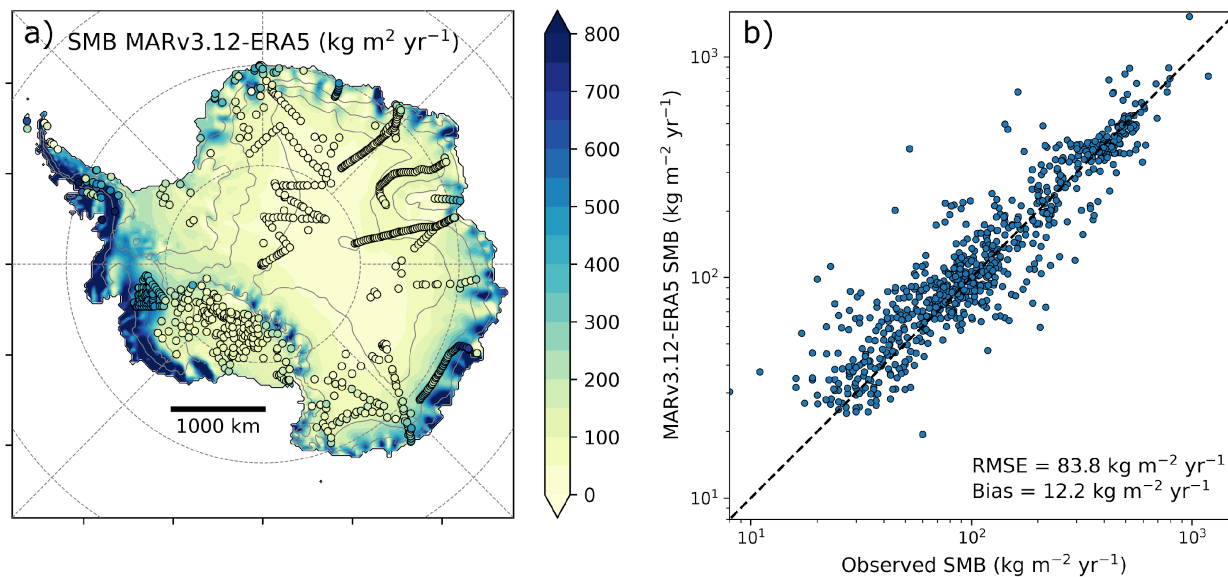 a)
SMB MARv3.12-ERA5 (kg m² yr⁻¹)
1000 km
800
700
600
500
400
300
200
100
0
b)
MARv3.12-ERA5 SMB (kg m⁻² yr⁻¹)
10³
10²
10¹
RMSE = 83.8 kg m⁻² yr⁻¹
Bias = 12.2 kg m⁻² yr⁻¹
10¹
10²
10³
Observed SMB (kg m⁻² yr⁻¹)